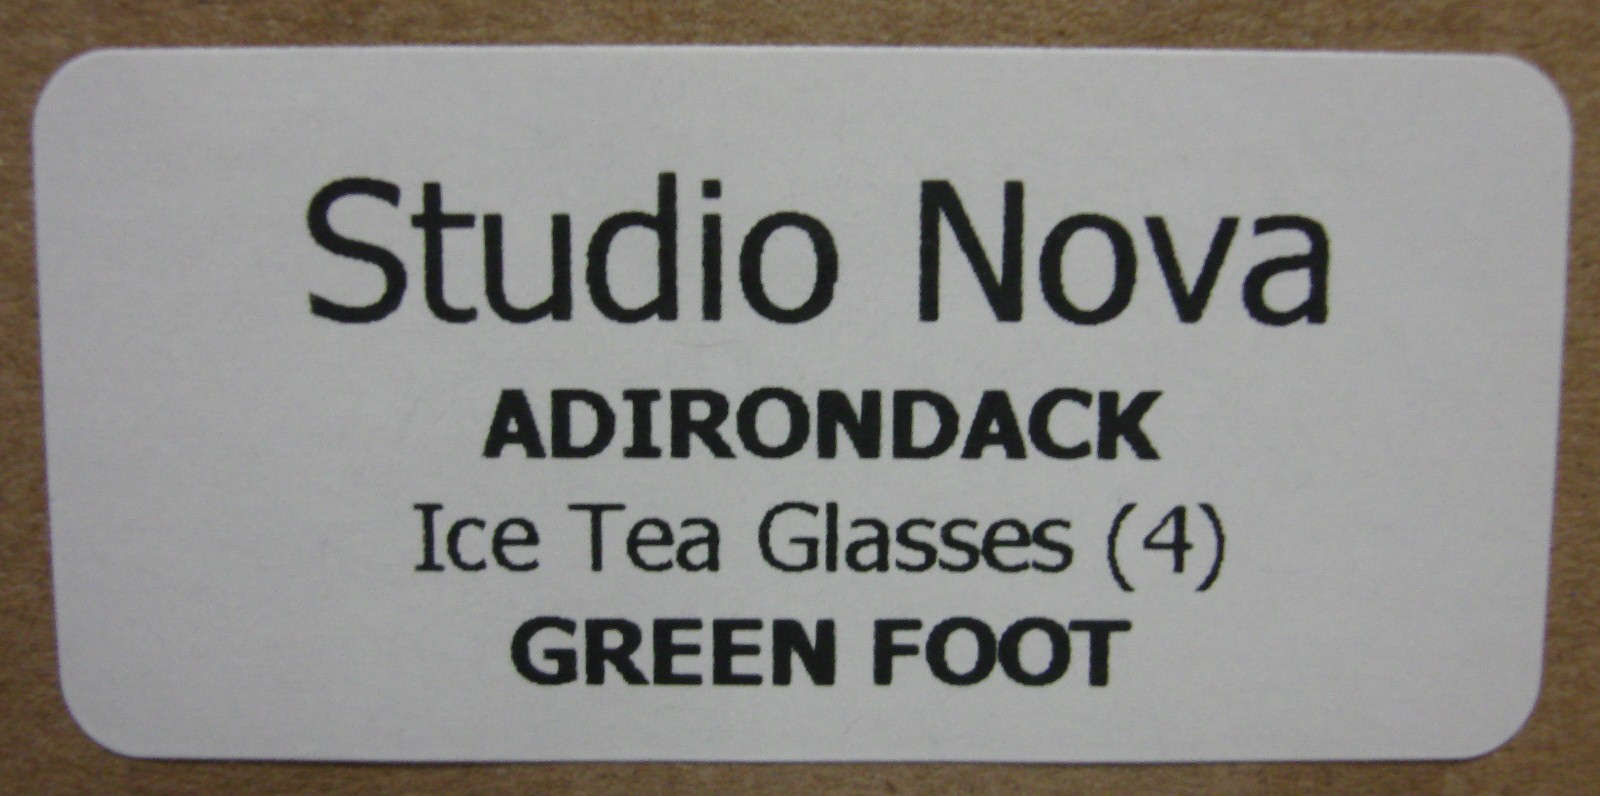 Studio Nova
ADIRONDACK
Ice Tea Glasses (4)
GREEN FOOT